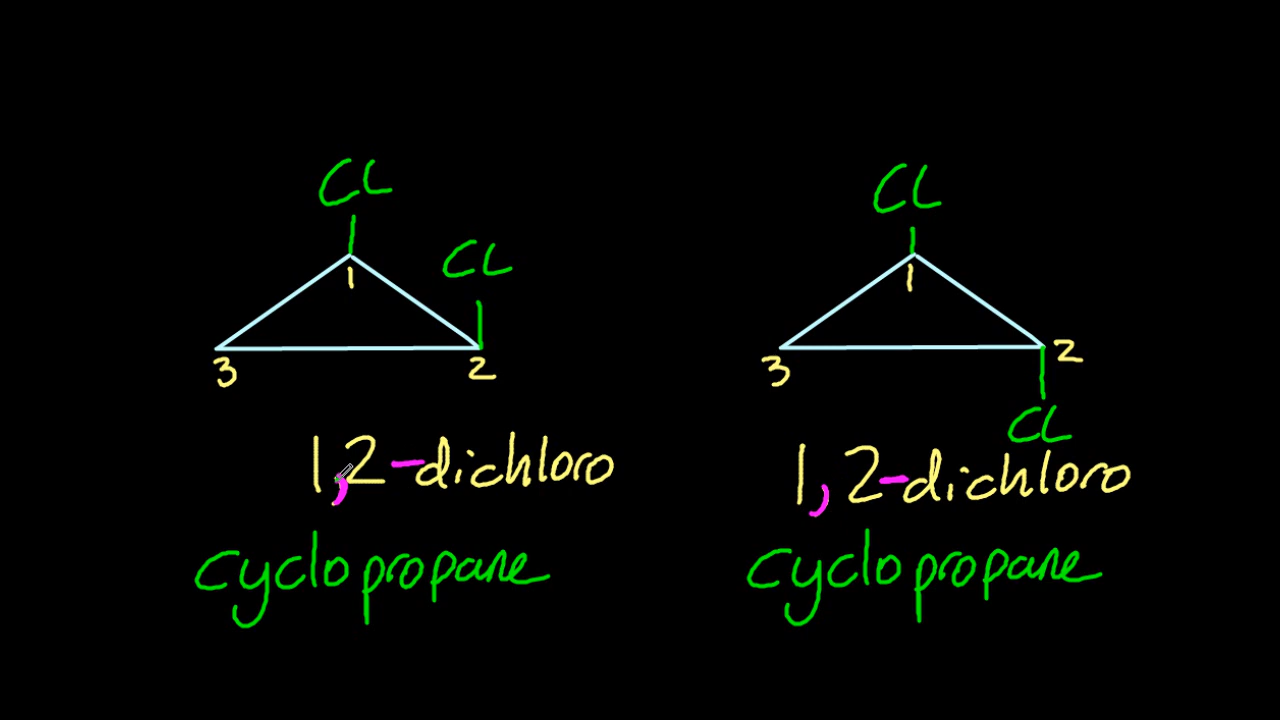 CL
CL
1
3
2
1,2-dichloro
cyclopropane
CL
1
3
2
CL
1,2-dichloro
cyclopropane